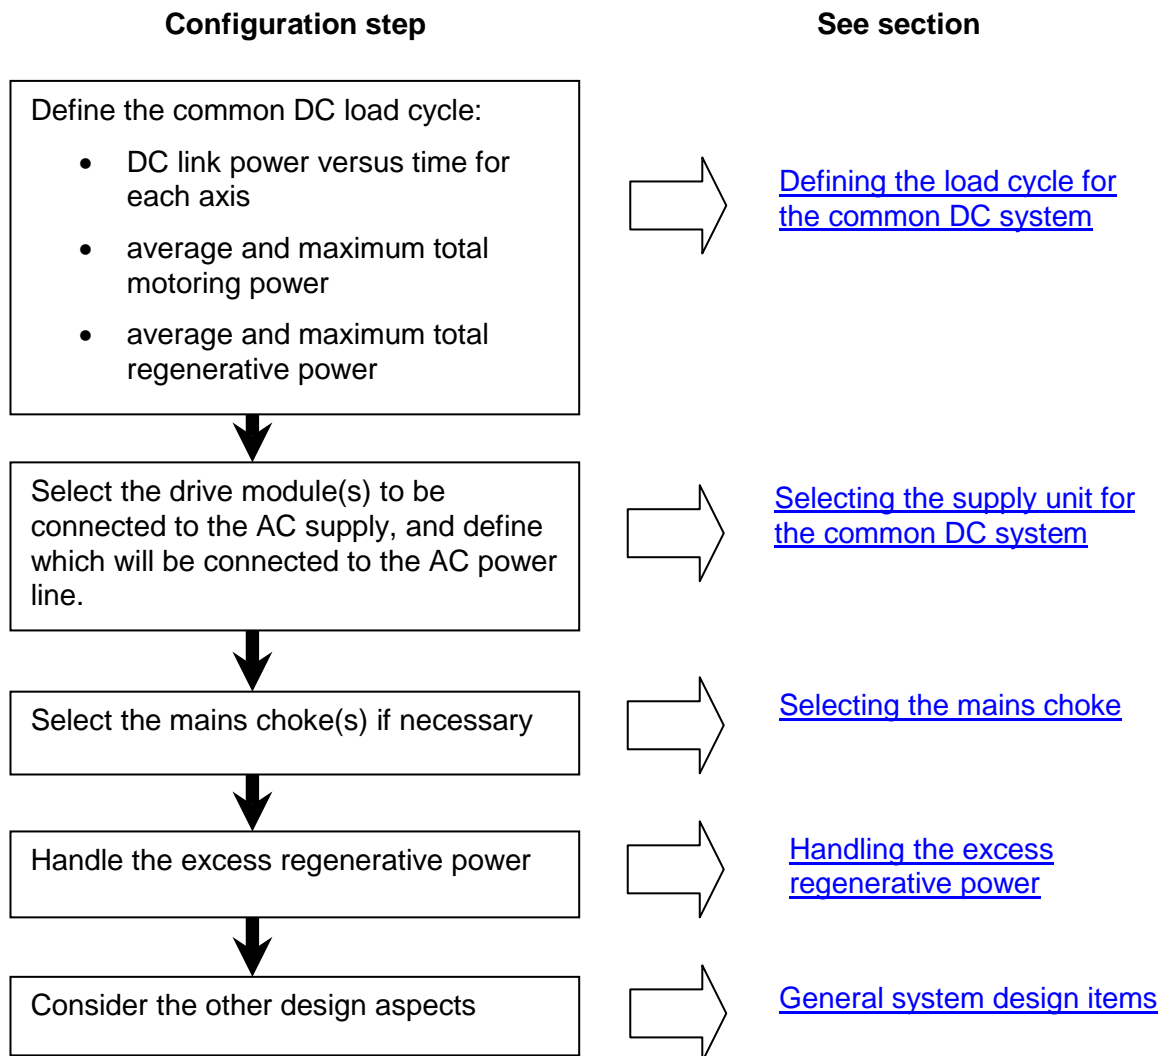 Configuration step
See section
Define the common DC load cycle:
• DC link power versus time for
each axis
• average and maximum total
motoring power
• average and maximum total
regenerative power
Defining the load cycle for
the common DC system
Select the drive module(s) to be
connected to the AC supply, and define
which will be connected to the AC power
line.
Selecting the supply unit for
the common DC system
Select the mains choke(s) if necessary
Selecting the mains choke
Handle the excess regenerative power
Handling the excess
regenerative power
Consider the other design aspects
General system design items